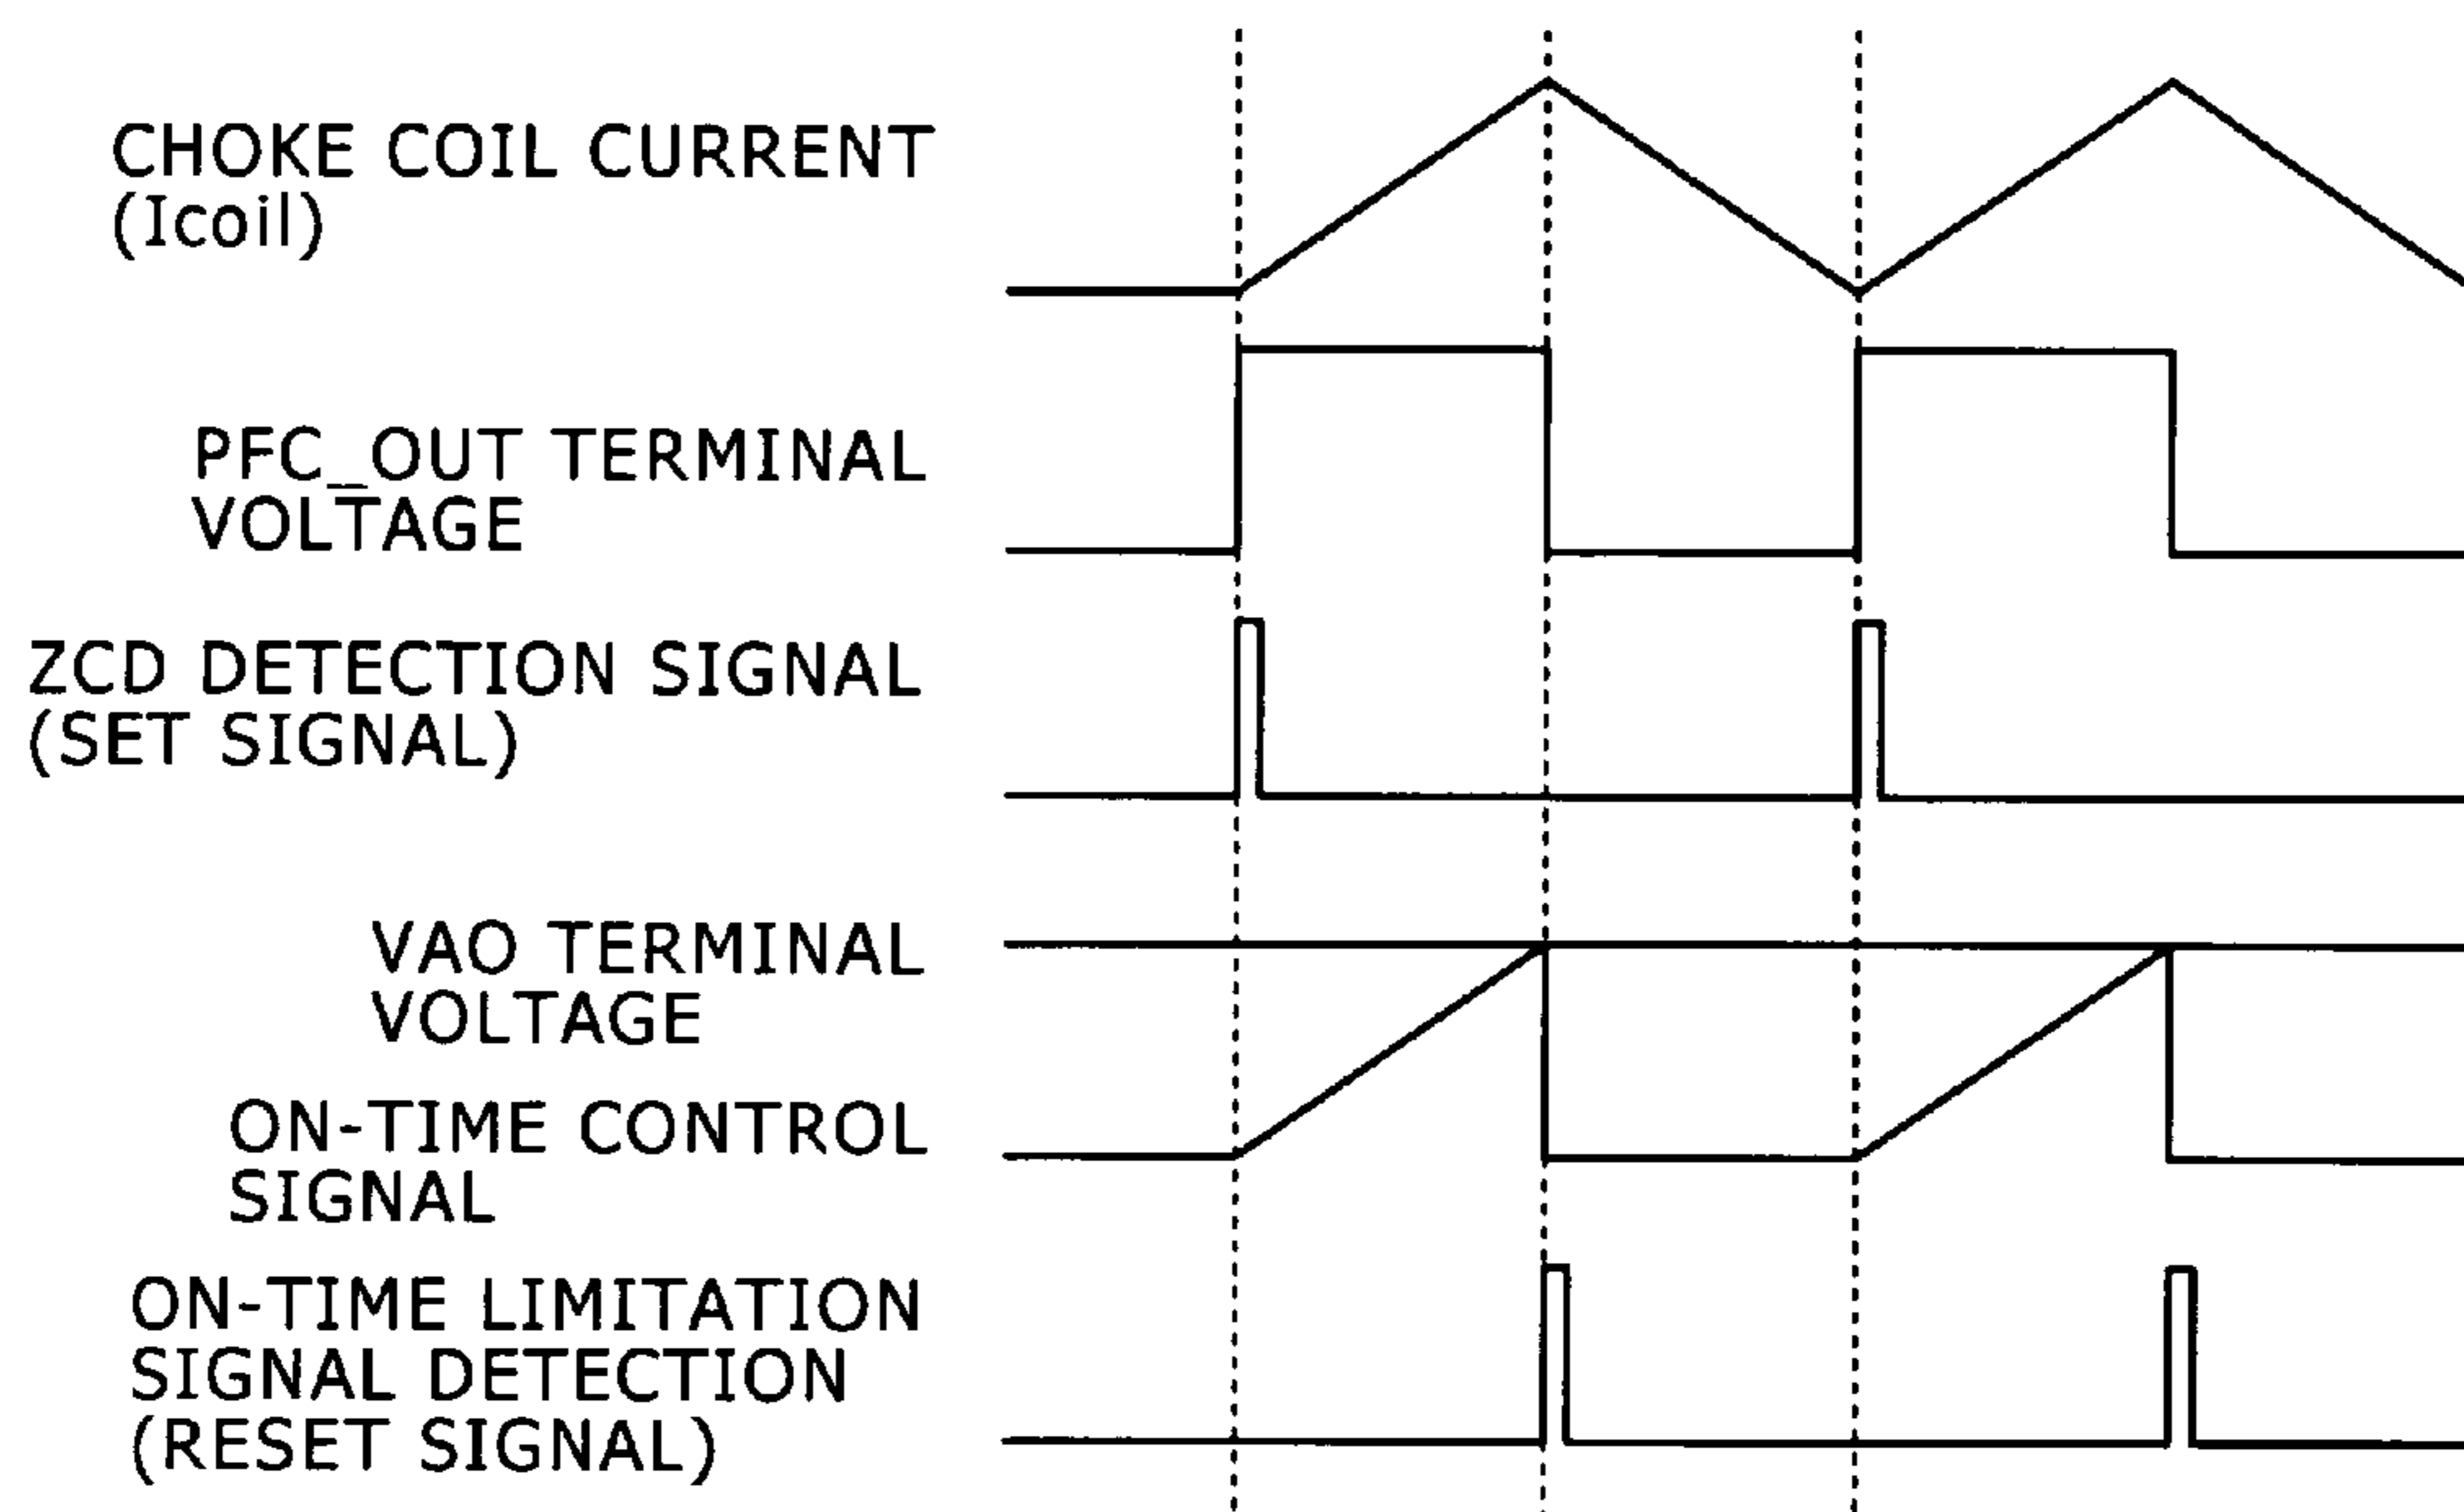 CHOKE COIL CURRENT
(Icoil)
PFC_OUT TERMINAL
VOLTAGE
ZCD DETECTION SIGNAL
(SET SIGNAL)
VAO TERMINAL
VOLTAGE
ON-TIME CONTROL
SIGNAL
ON-TIME LIMITATION
SIGNAL DETECTION
(RESET SIGNAL)